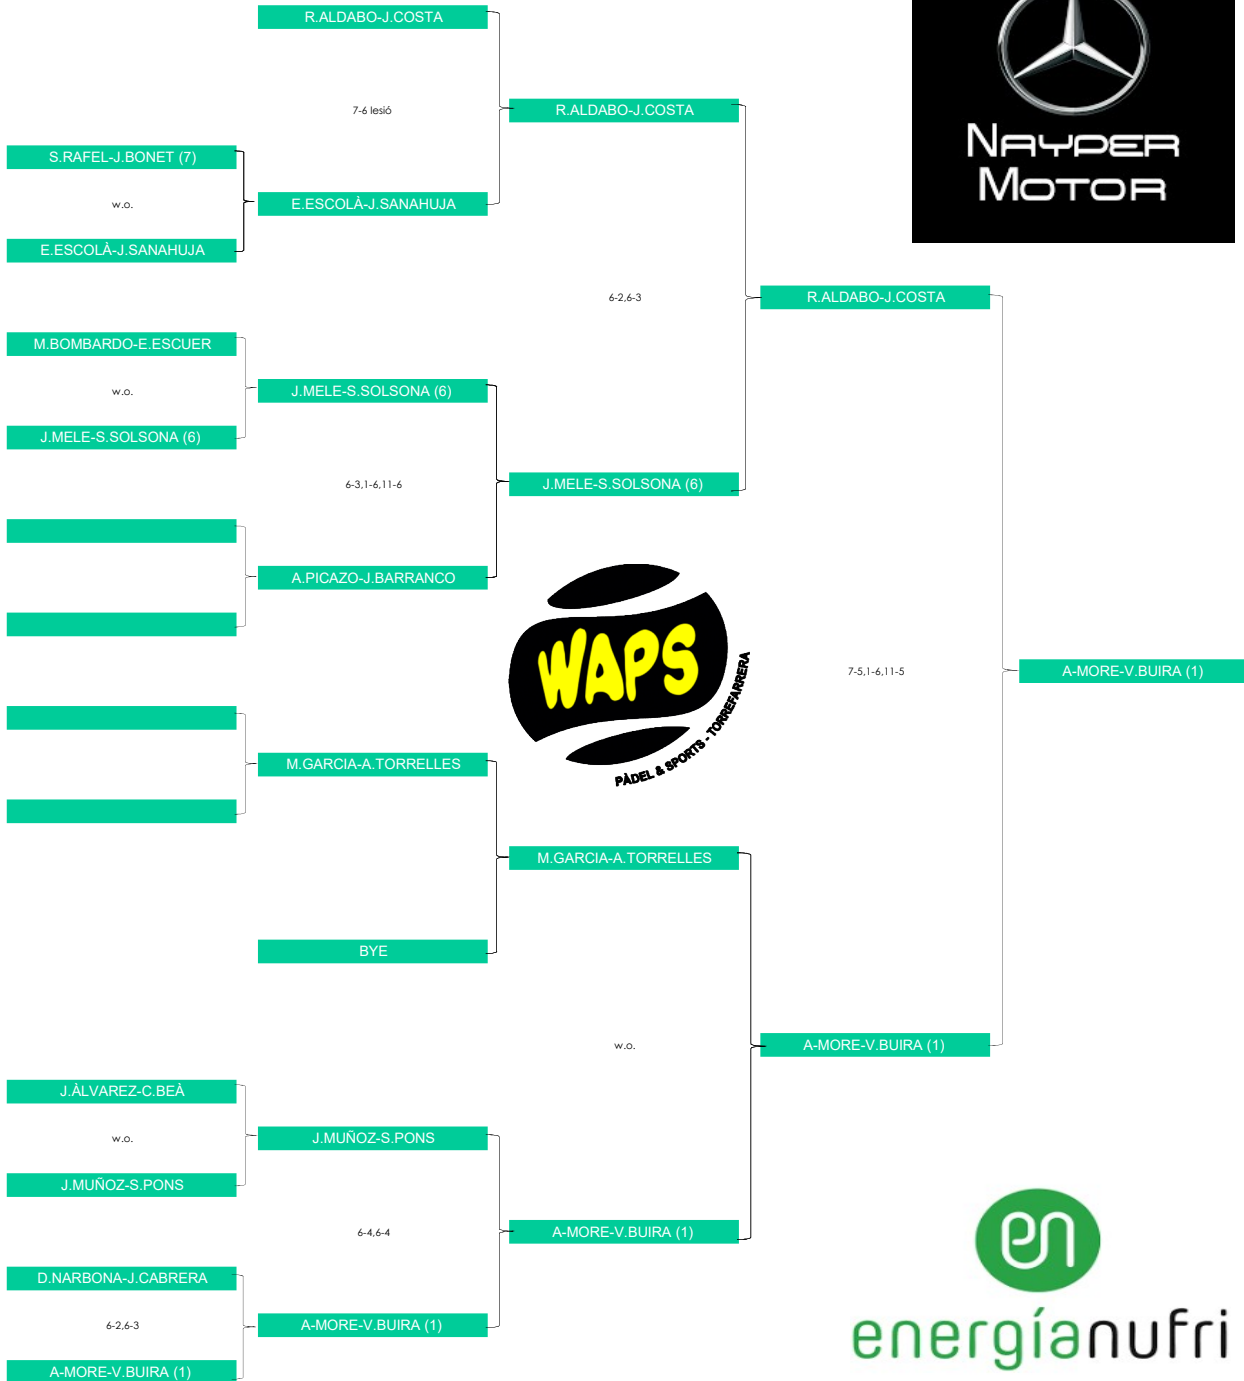 R.ALDABO-J.COSTA
NAYPER
MOTOR
7-6 lesió
R.ALDABO-J.COSTA
S.RAFEL-J.BONET (7)
w.o.
E.ESCOLÀ-J.SANAHUJA
E.ESCOLÀ-J.SANAHUJA
6-2,6-3
R.ALDABO-J.COSTA
M.BOMBARDO-E.ESCUER
w.o.
J.MELE-S.SOLSONA (6)
J.MELE-S.SOLSONA (6)
6-3,1-6,11-6
J.MELE-S.SOLSONA (6)
A.PICAZO-J.BARRANCO
WAPS
PÀDEL & SPORTS - TORREFARRERA
7-5,1-6,11-5
A-MORE-V.BUIRA (1)
M.GARCIA-A.TORRELLES
M.GARCIA-A.TORRELLES
BYE
w.o.
A-MORE-V.BUIRA (1)
J.ÀLVAREZ-C.BEÀ
w.o.
J.MUÑOZ-S.PONS
J.MUÑOZ-S.PONS
6-4,6-4
A-MORE-V.BUIRA (1)
D.NARBONA-J.CABRERA
6-2,6-3
A-MORE-V.BUIRA (1)
A-MORE-V.BUIRA (1)
en
energíanufri